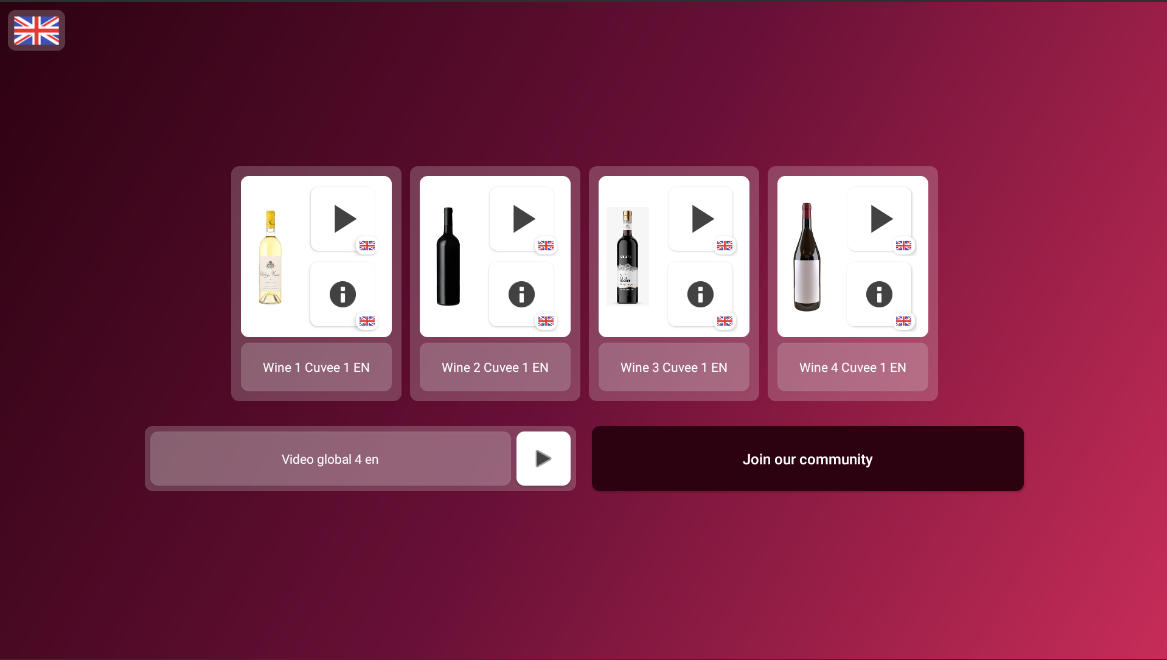 Wine 1 Cuvee 1 EN
Wine 2 Cuvee 1 EN
Wine 3 Cuvee 1 EN
Wine 4 Cuvee 1 EN
Video global 4 en
Join our community